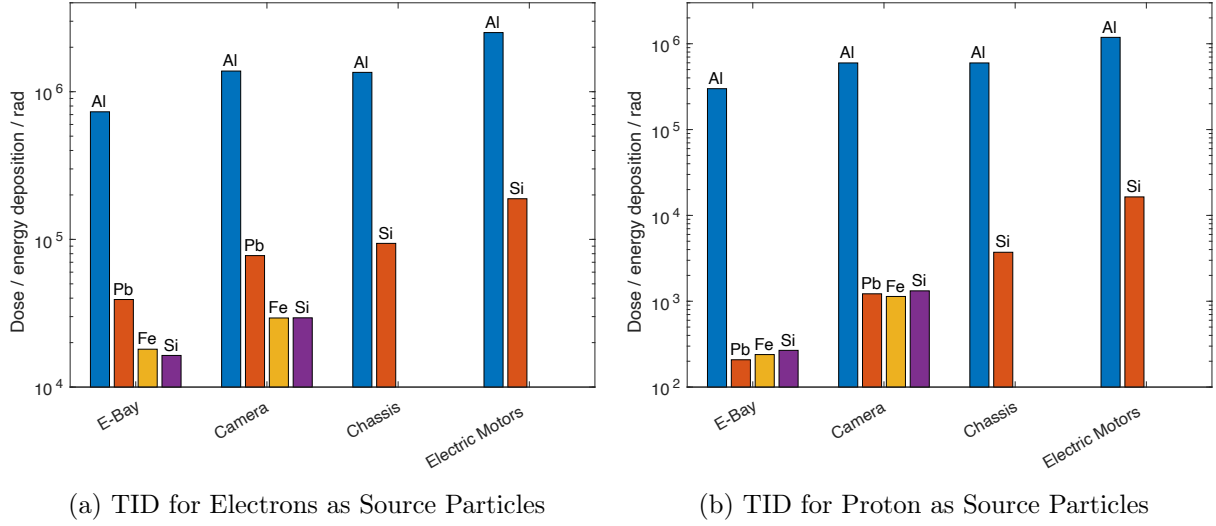 Dose / energy deposition / rad
10^6
10^5
10^4
Al
Pb
Fe
Si
Al
Pb
Fe
Si
Al
Si
Al
Si
E-Bay
Camera
Chassis
Electric Motors
(a) TID for Electrons as Source Particles
Dose / energy deposition / rad
10^6
10^5
10^4
10^3
10^2
Al
Pb
Fe
Si
Al
Pb
Fe
Si
Al
Si
Al
Si
E-Bay
Camera
Chassis
Electric Motors
(b) TID for Proton as Source Particles